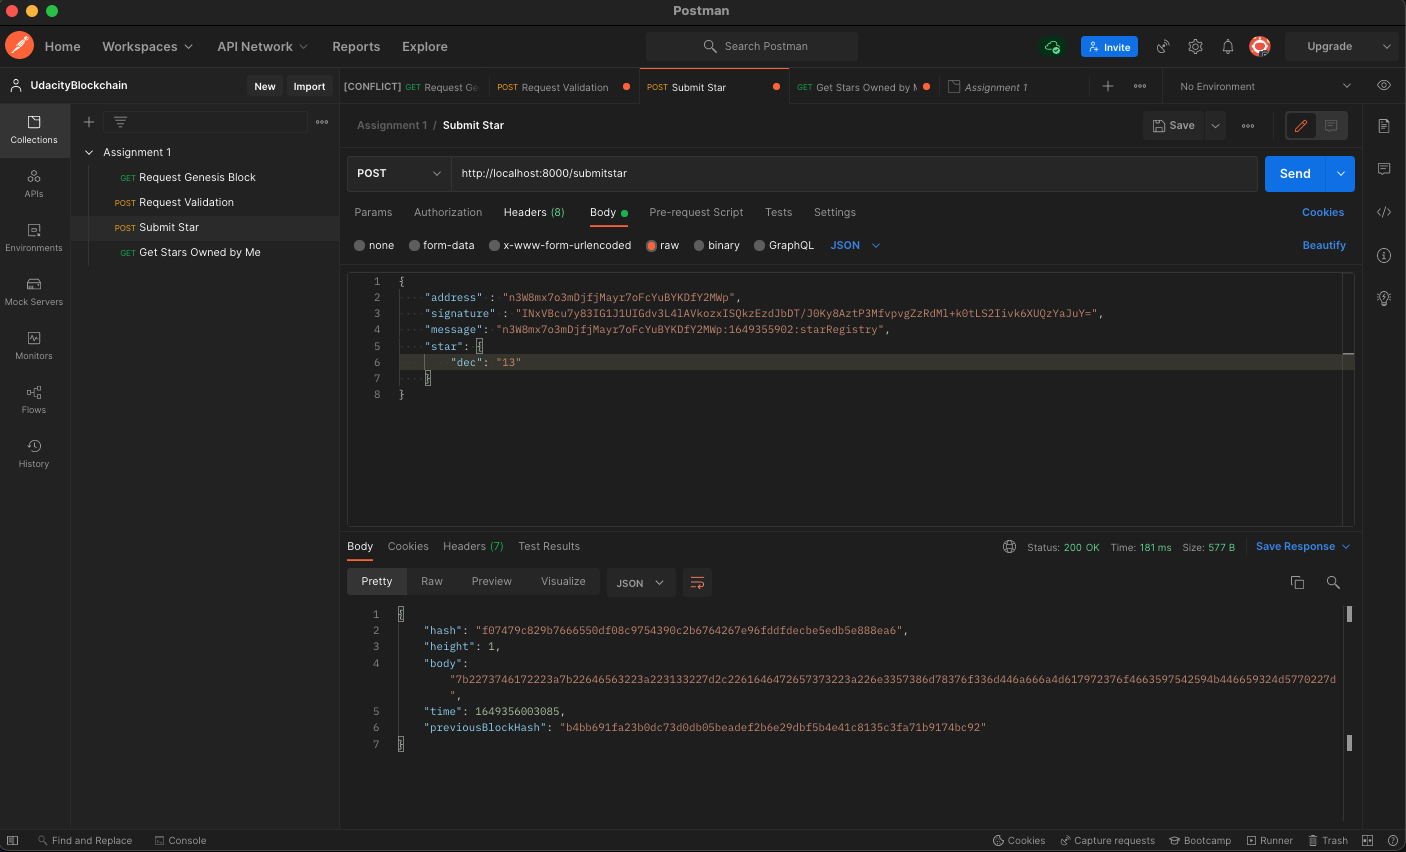 Postman
Home Workspaces API Network Reports Explore Search Postman Invite Upgrade
UdacityBlockchain New Import
[CONFLICT] GET Request Ge POST Request Validation POST Submit Star GET Get Stars Owned by M Assignment 1 No Environment
Collections
APIs
Environments
Mock Servers
Monitors
Flows
History
Assignment 1
GET Request Genesis Block
POST Request Validation
POST Submit Star
GET Get Stars Owned by Me
Assignment 1 / Submit Star Save
POST http://localhost:8000/submitstar Send
Params Authorization Headers (8) Body Pre-request Script Tests Settings Cookies
none form-data x-www-form-urlencoded raw binary GraphQL JSON Beautify
1 {
2 "address" : "n3W8mx7o3mDjfjMayr7oFcYuBYKDfY2MWp",
3 "signature" : "INxVBcu7y83IG1J1UIGdv3L4lAVkozxISQkzEzdJbDT/J0Ky8AztP3MfvpvgZzRdMl+k0tLS2Iivk6XUQzYaJuY=",
4 "message": "n3W8mx7o3mDjfjMayr7oFcYuBYKDfY2MWp:1649355902:starRegistry",
5 "star": {
6 "dec": "13"
7 }
8 }
Body Cookies Headers (7) Test Results Status: 200 OK Time: 181 ms Size: 577 B Save Response
Pretty Raw Preview Visualize JSON
1 {
2 "hash": "f07479c829b7666550df08c9754390c2b6764267e96fddfdecbe5edb5e888ea6",
3 "height": 1,
4 "body":
"7b2273746172223a7b22646563223a223133227d2c2261646472657373223a226e3357386d78376f336d446a666a4d617972376f4663597542594b446659324d5770227d
",
5 "time": 1649356003085,
6 "previousBlockHash": "b4bb691fa23b0dc73d0db05beadef2b6e29dbf5b4e41c8135c3fa71b9174bc92"
7 }
Find and Replace Console Cookies Capture requests Bootcamp Runner Trash